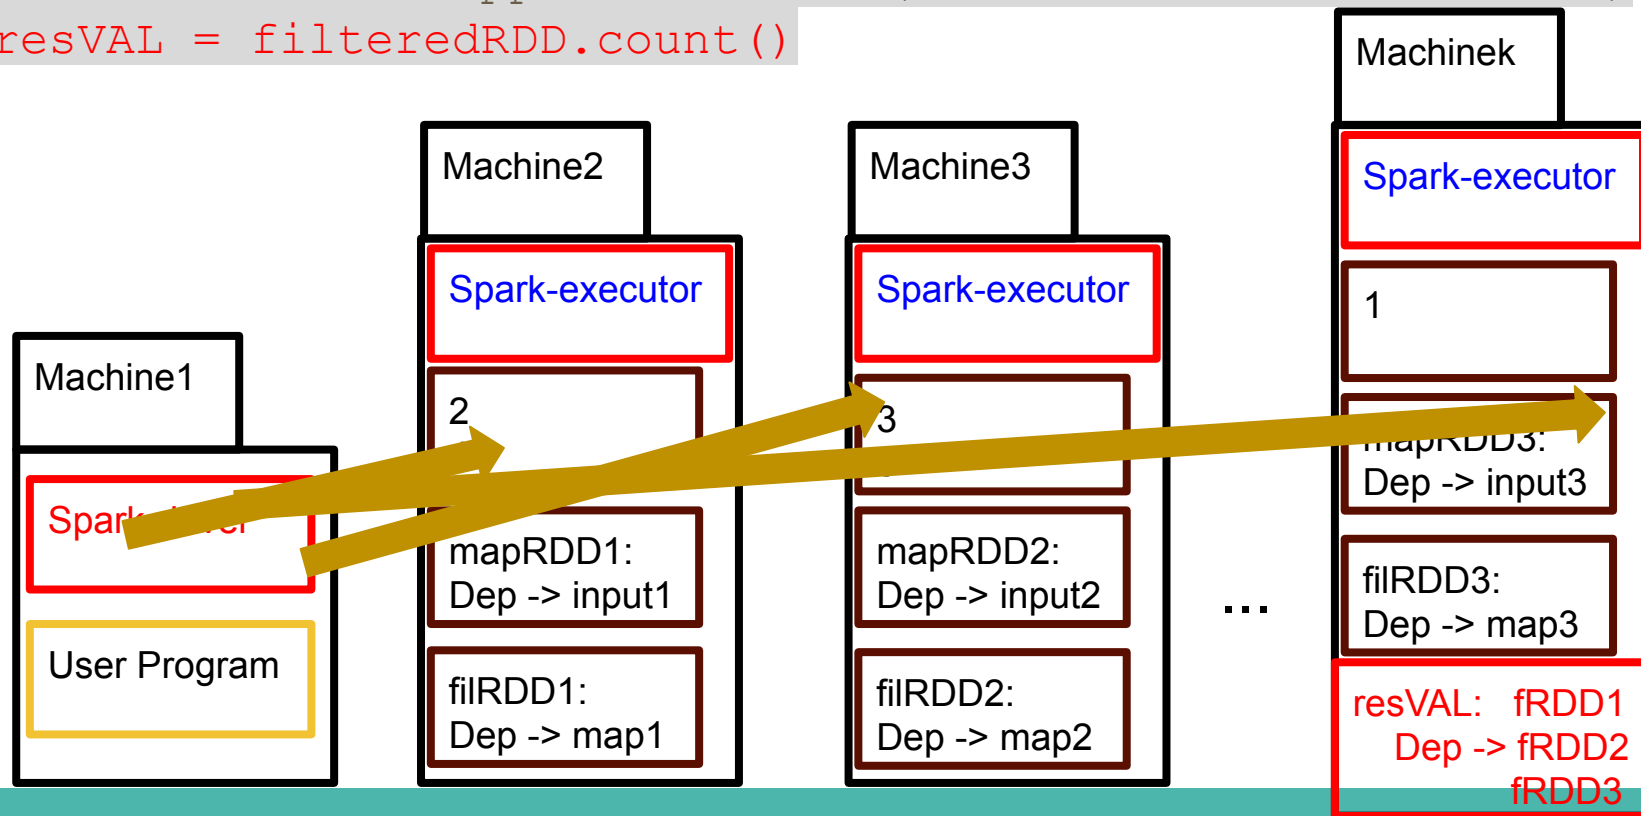 resVAL = filteredRDD.count()
Machine1
User Program
Machine2
Spark-executor
2
mapRDD1:
Dep -> input1
filRDD1:
Dep -> map1
Machine3
Spark-executor
3
mapRDD2:
Dep -> input2
filRDD2:
Dep -> map2
...
Machinek
Spark-executor
1
mapRDD3:
Dep -> input3
filRDD3:
Dep -> map3
resVAL: fRDD1
Dep -> fRDD2
fRDD3